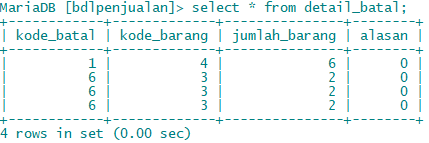 MariaDB [bdlpenjualan]> select * from detail_batal;
+------------+-------------+---------------+--------+
| kode_batal | kode_barang | jumlah_barang | alasan |
+------------+-------------+---------------+--------+
|          1 |           4 |             6 |      0 |
|          6 |           3 |             2 |      0 |
|          6 |           3 |             2 |      0 |
|          6 |           3 |             2 |      0 |
+------------+-------------+---------------+--------+
4 rows in set (0.00 sec)